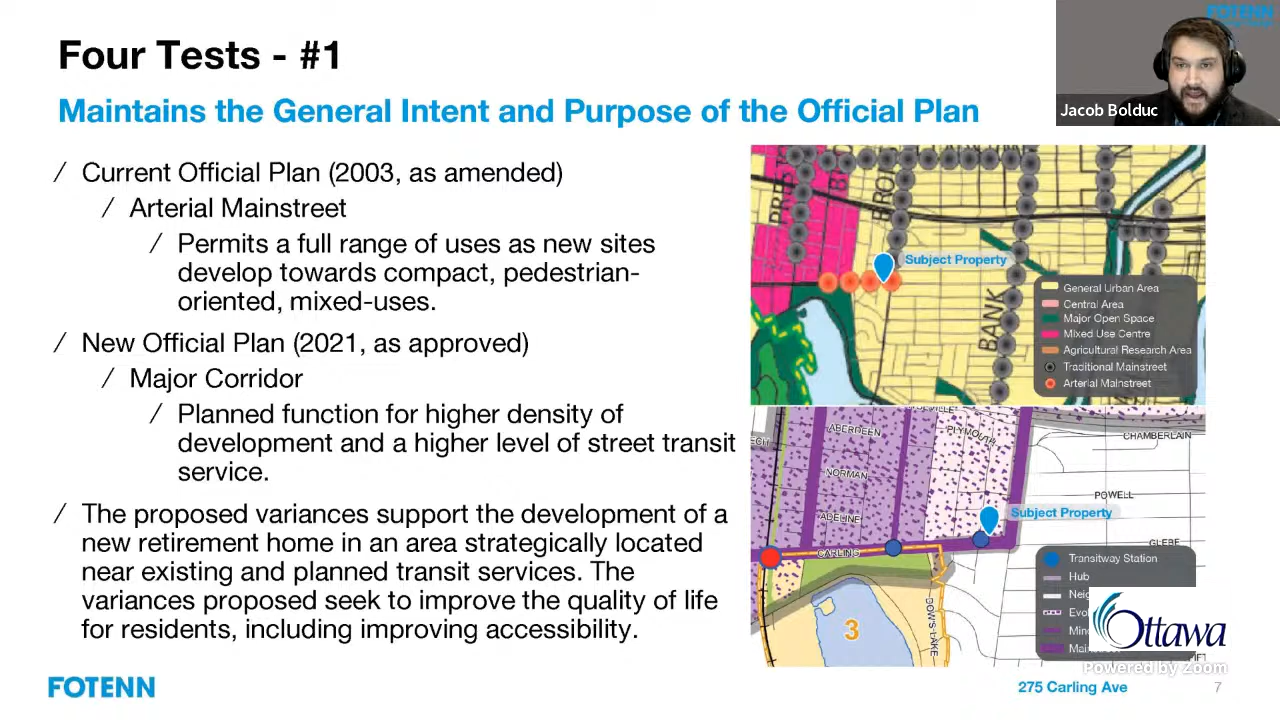 FOTENN
Four Tests - #1
Maintains the General Intent and Purpose of the Official Plan
Jacob Bolduc
/ Current Official Plan (2003, as amended)
/ Arterial Mainstreet
/ Permits a full range of uses as new sites
develop towards compact, pedestrian-
oriented, mixed-uses.
/ New Official Plan (2021, as approved)
/ Major Corridor
/ Planned function for higher density of
development and a higher level of street transit
service.
/ The proposed variances support the development of a
new retirement home in an area strategically located
near existing and planned transit services. The
variances proposed seek to improve the quality of life
for residents, including improving accessibility.
Subject Property
BANK
General Urban Area
Central Area
Major Open Space
Mixed Use Centre
Agricultural Research Area
Traditional Mainstreet
Arterial Mainstreet
ABERDEEN
PLYMOUTH
CHAMBERLAIN
NORMAN
POWELL
ADELINE
Subject Property
CARLING
GLEBE
DOW'S LAKE
3
Transitway Station
Hub
Ottawa
Powered by Zoom
FOTENN
275 Carling Ave
7